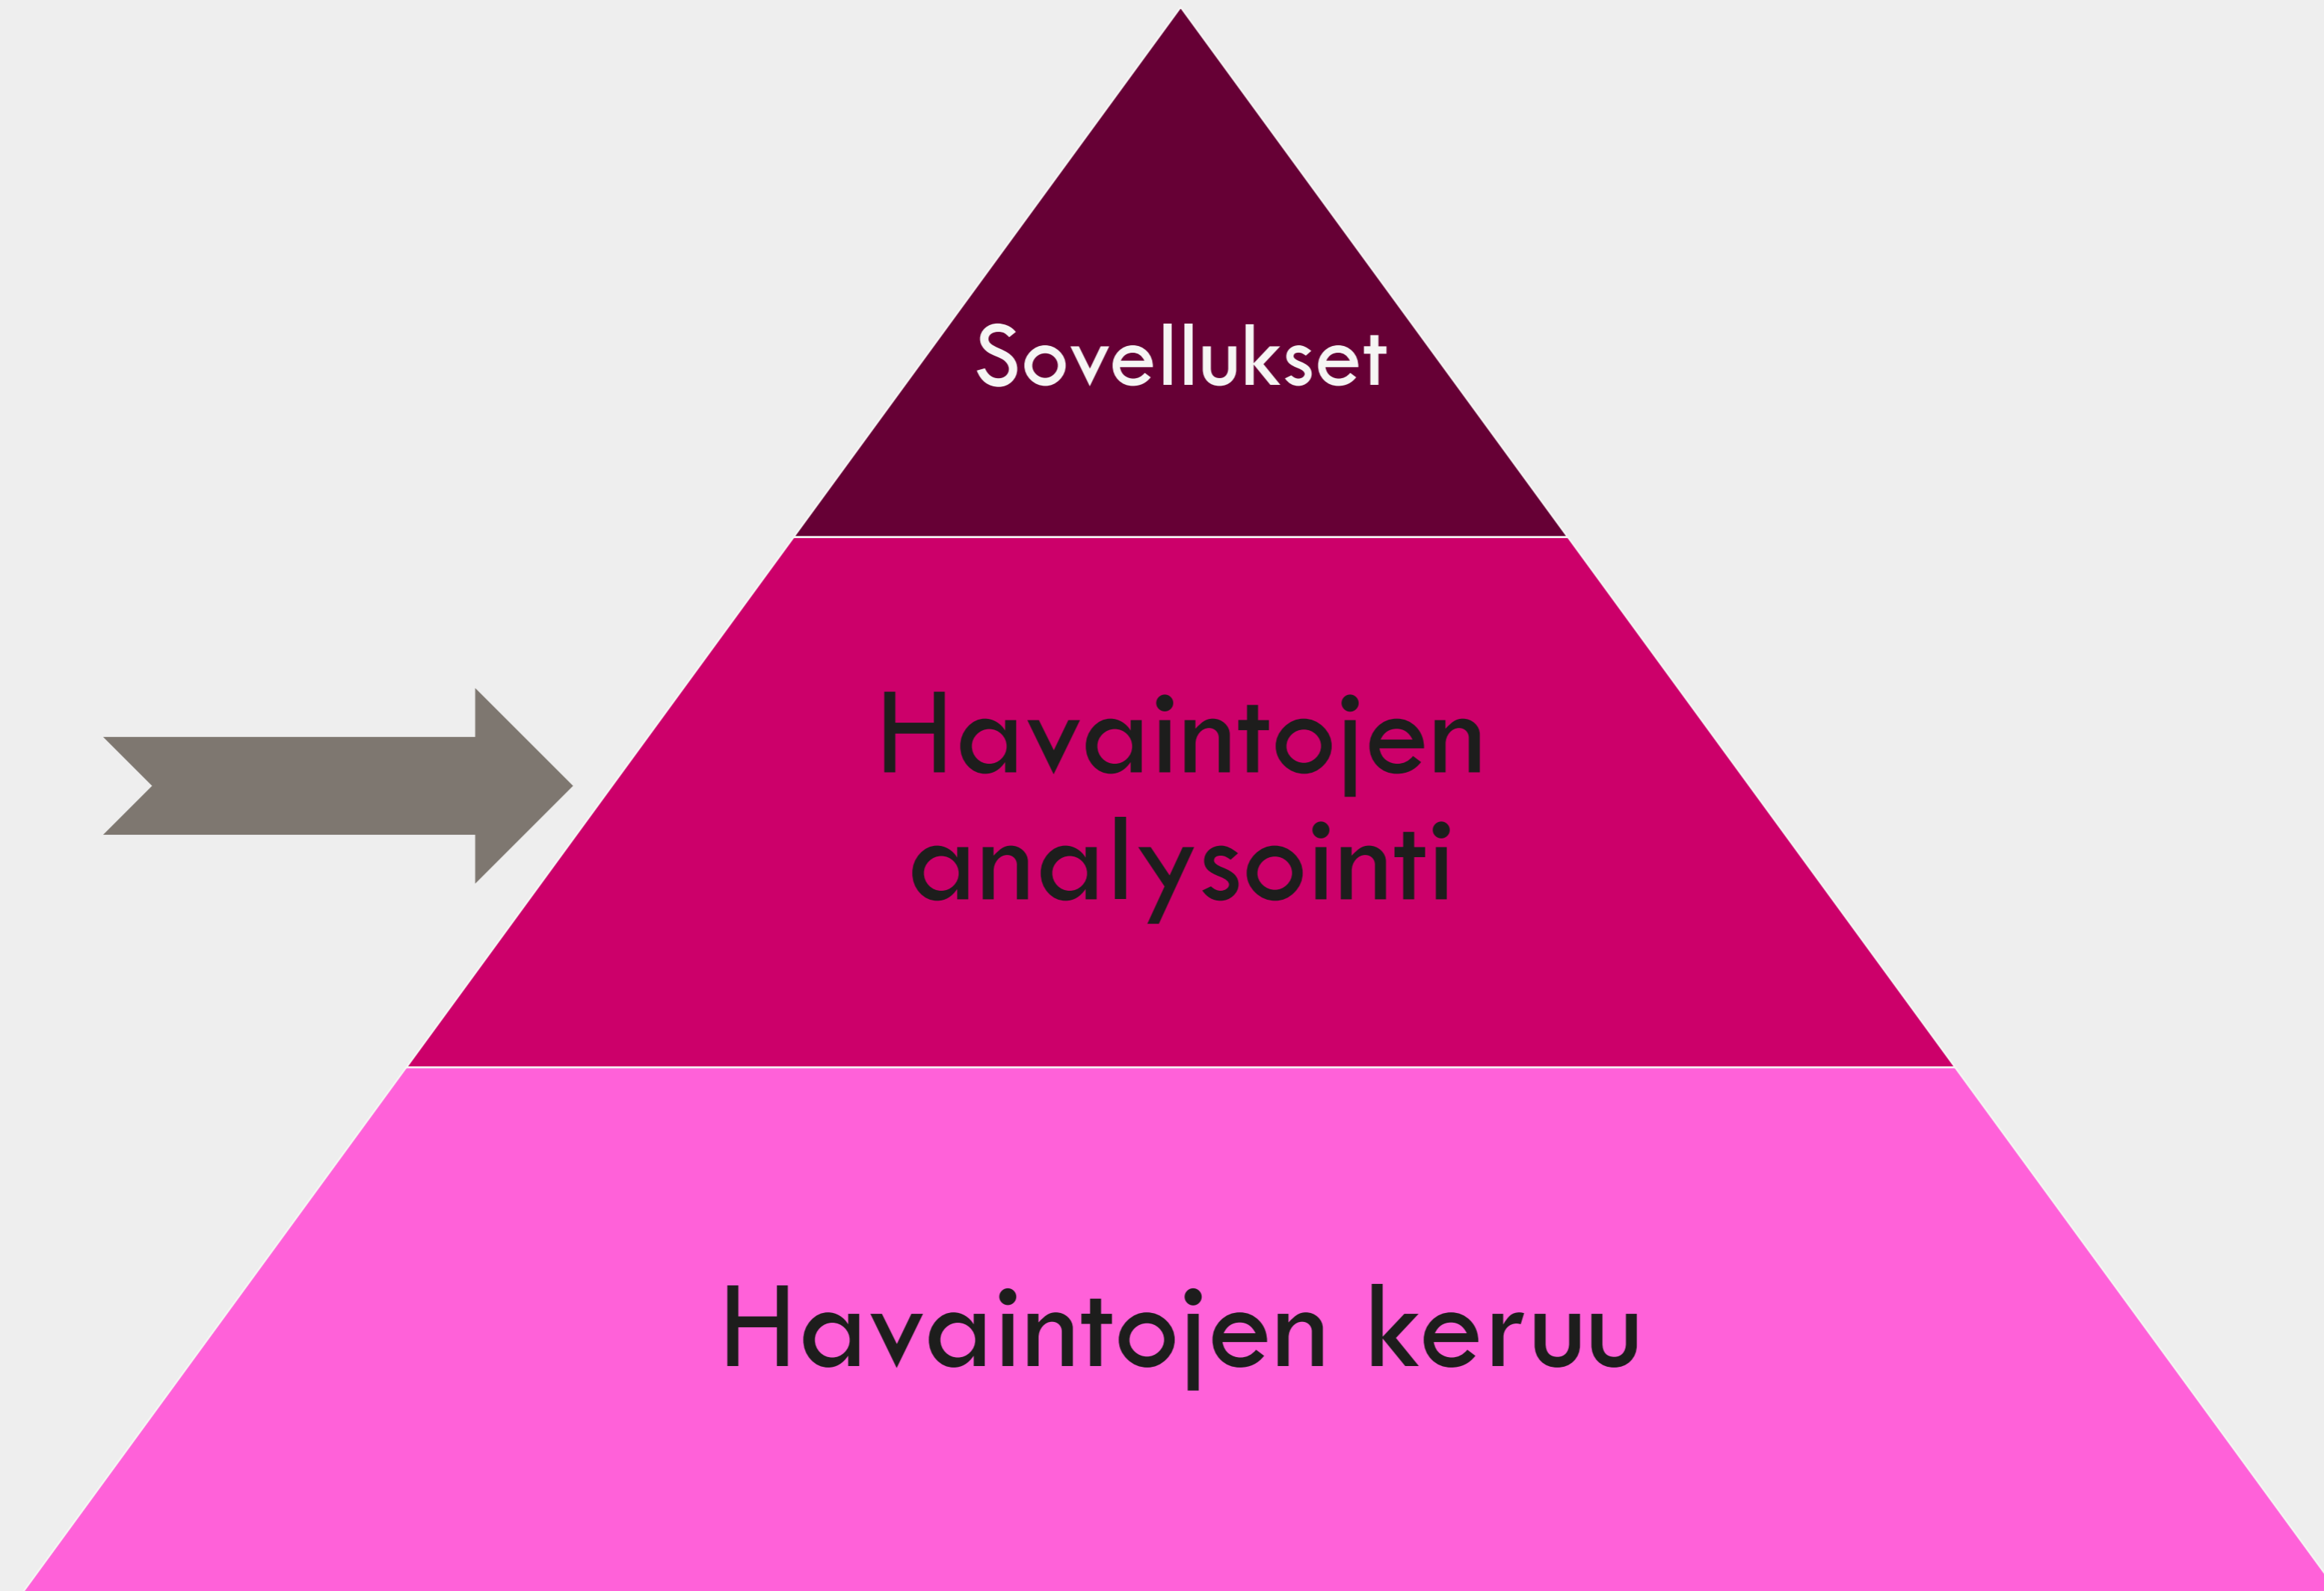 Sovellukset
Havaintojen
analysointi
Havaintojen keruu